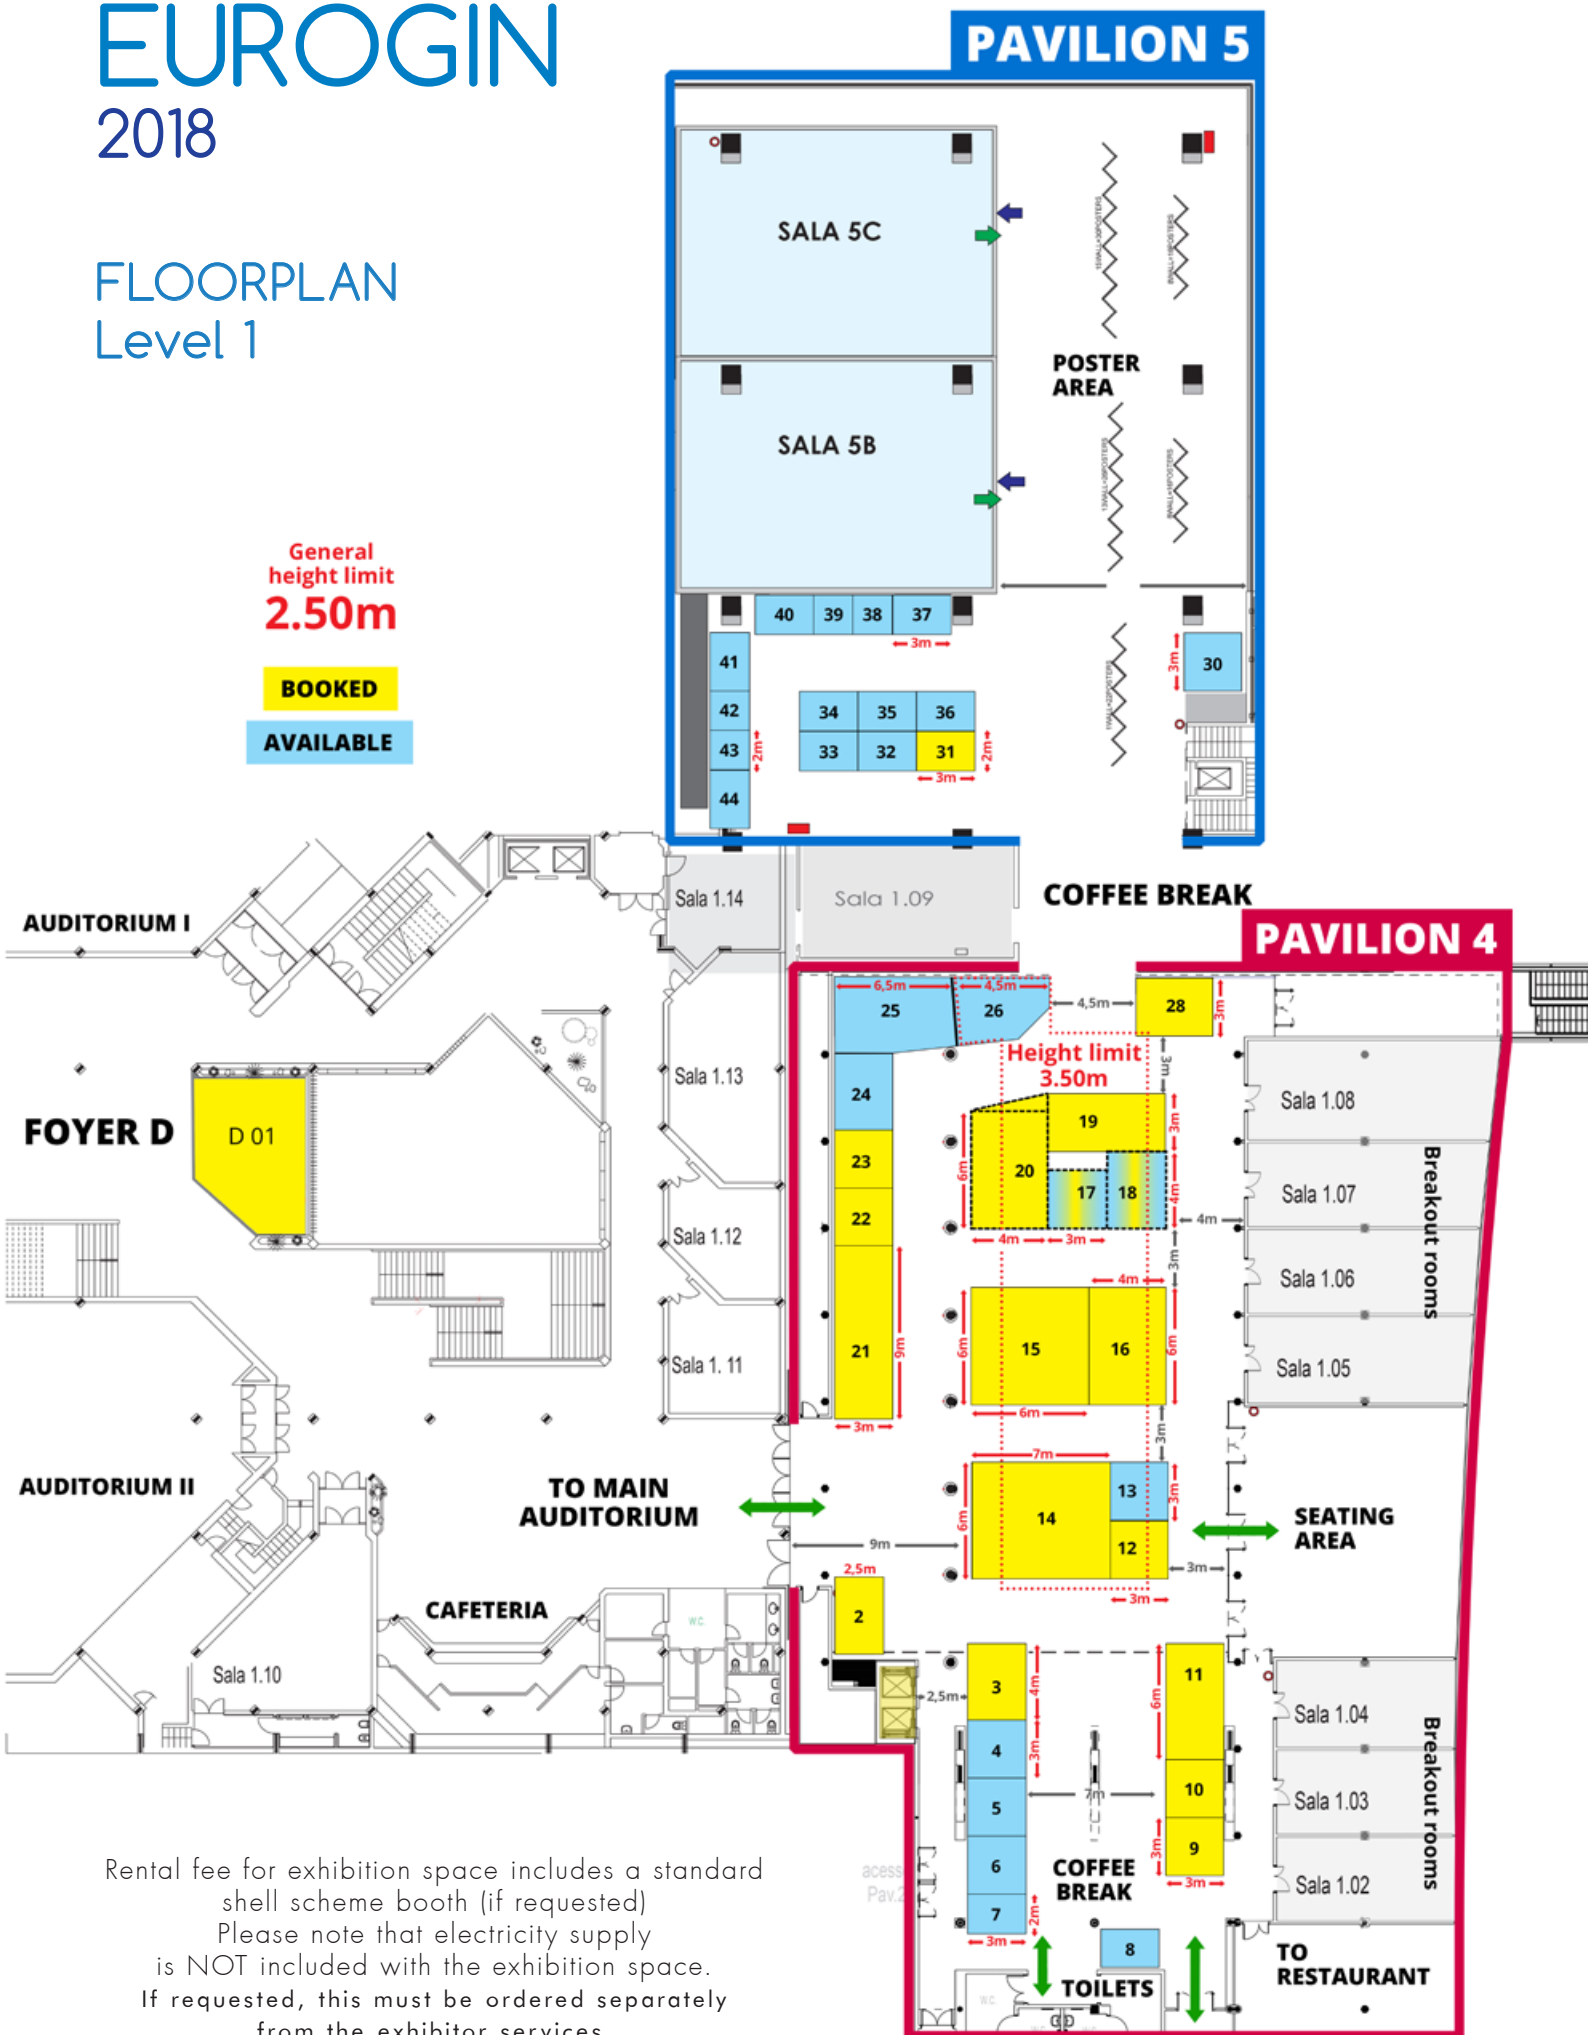 EUROGIN
2018
FLOORPLAN
Level 1
General
height limit
2.50m
BOOKED
AVAILABLE
PAVILION 5
SALA 5C
SALA 5B
POSTER
AREA
40
39
38
37
3m
41
42
43
44
2m
34
35
36
33
32
31
2m
3m
30
3m
COFFEE BREAK
PAVILION 4
AUDITORIUM I
Sala 1.14
Sala 1.09
Sala 1.13
Sala 1.12
Sala 1. 11
FOYER D
D 01
AUDITORIUM II
TO MAIN
AUDITORIUM
CAFETERIA
W.C.
Sala 1.10
6,5m
4,5m
25
26
4,5m
28
3m
3m
Height limit
3.50m
24
23
22
21
9m
3m
19
20
17
18
6m
3m
4m
4m
3m
4m
3m
4m
15
16
6m
6m
6m
3m
7m
14
13
12
6m
3m
3m
3m
9m
2,5m
2
3
4
5
6
7
4m
3m
2m
3m
2,5m
7m
11
10
9
6m
3m
3m
8
COFFEE
BREAK
TOILETS
W.C.
Sala 1.08
Sala 1.07
Sala 1.06
Sala 1.05
Breakout rooms
SEATING
AREA
Sala 1.04
Sala 1.03
Sala 1.02
Breakout rooms
TO
RESTAURANT
Rental fee for exhibition space includes a standard
shell scheme booth (if requested)
Please note that electricity supply
is NOT included with the exhibition space.
If requested, this must be ordered separately
from the exhibitor services